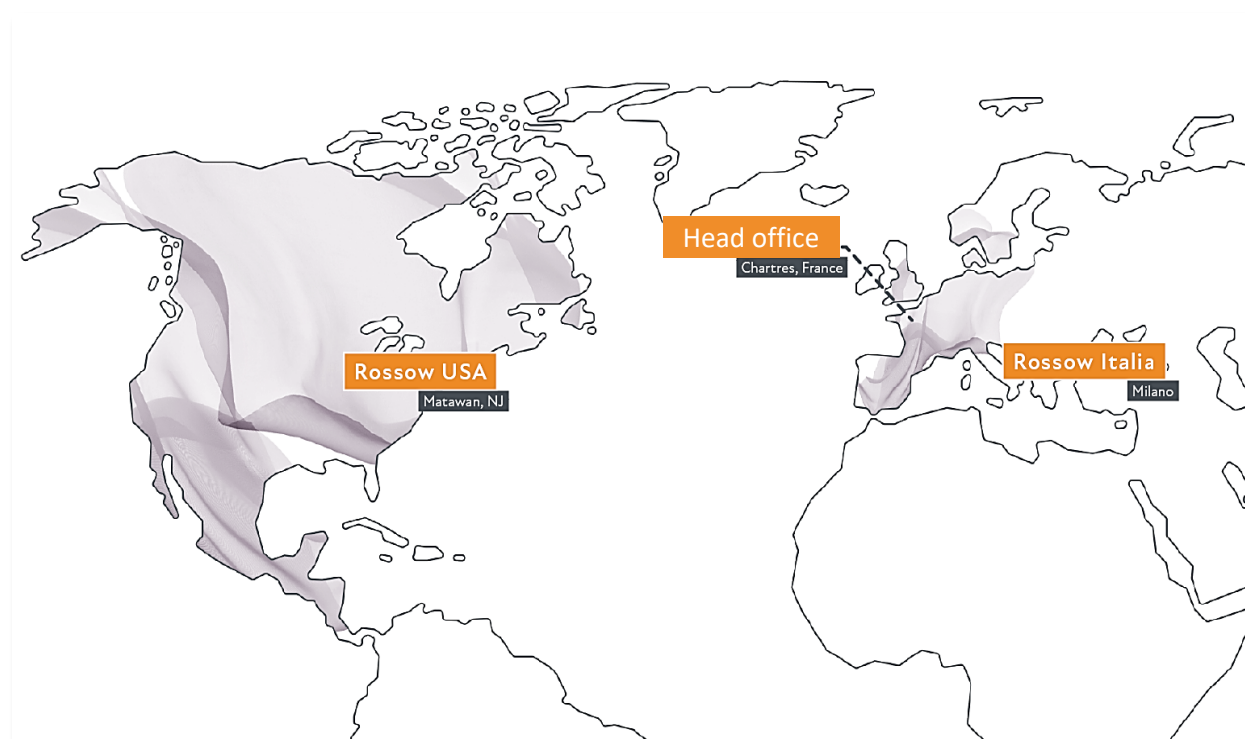 Head office
Chartres, France
Rossow USA
Matawan, NJ
Rossow Italia
Milano